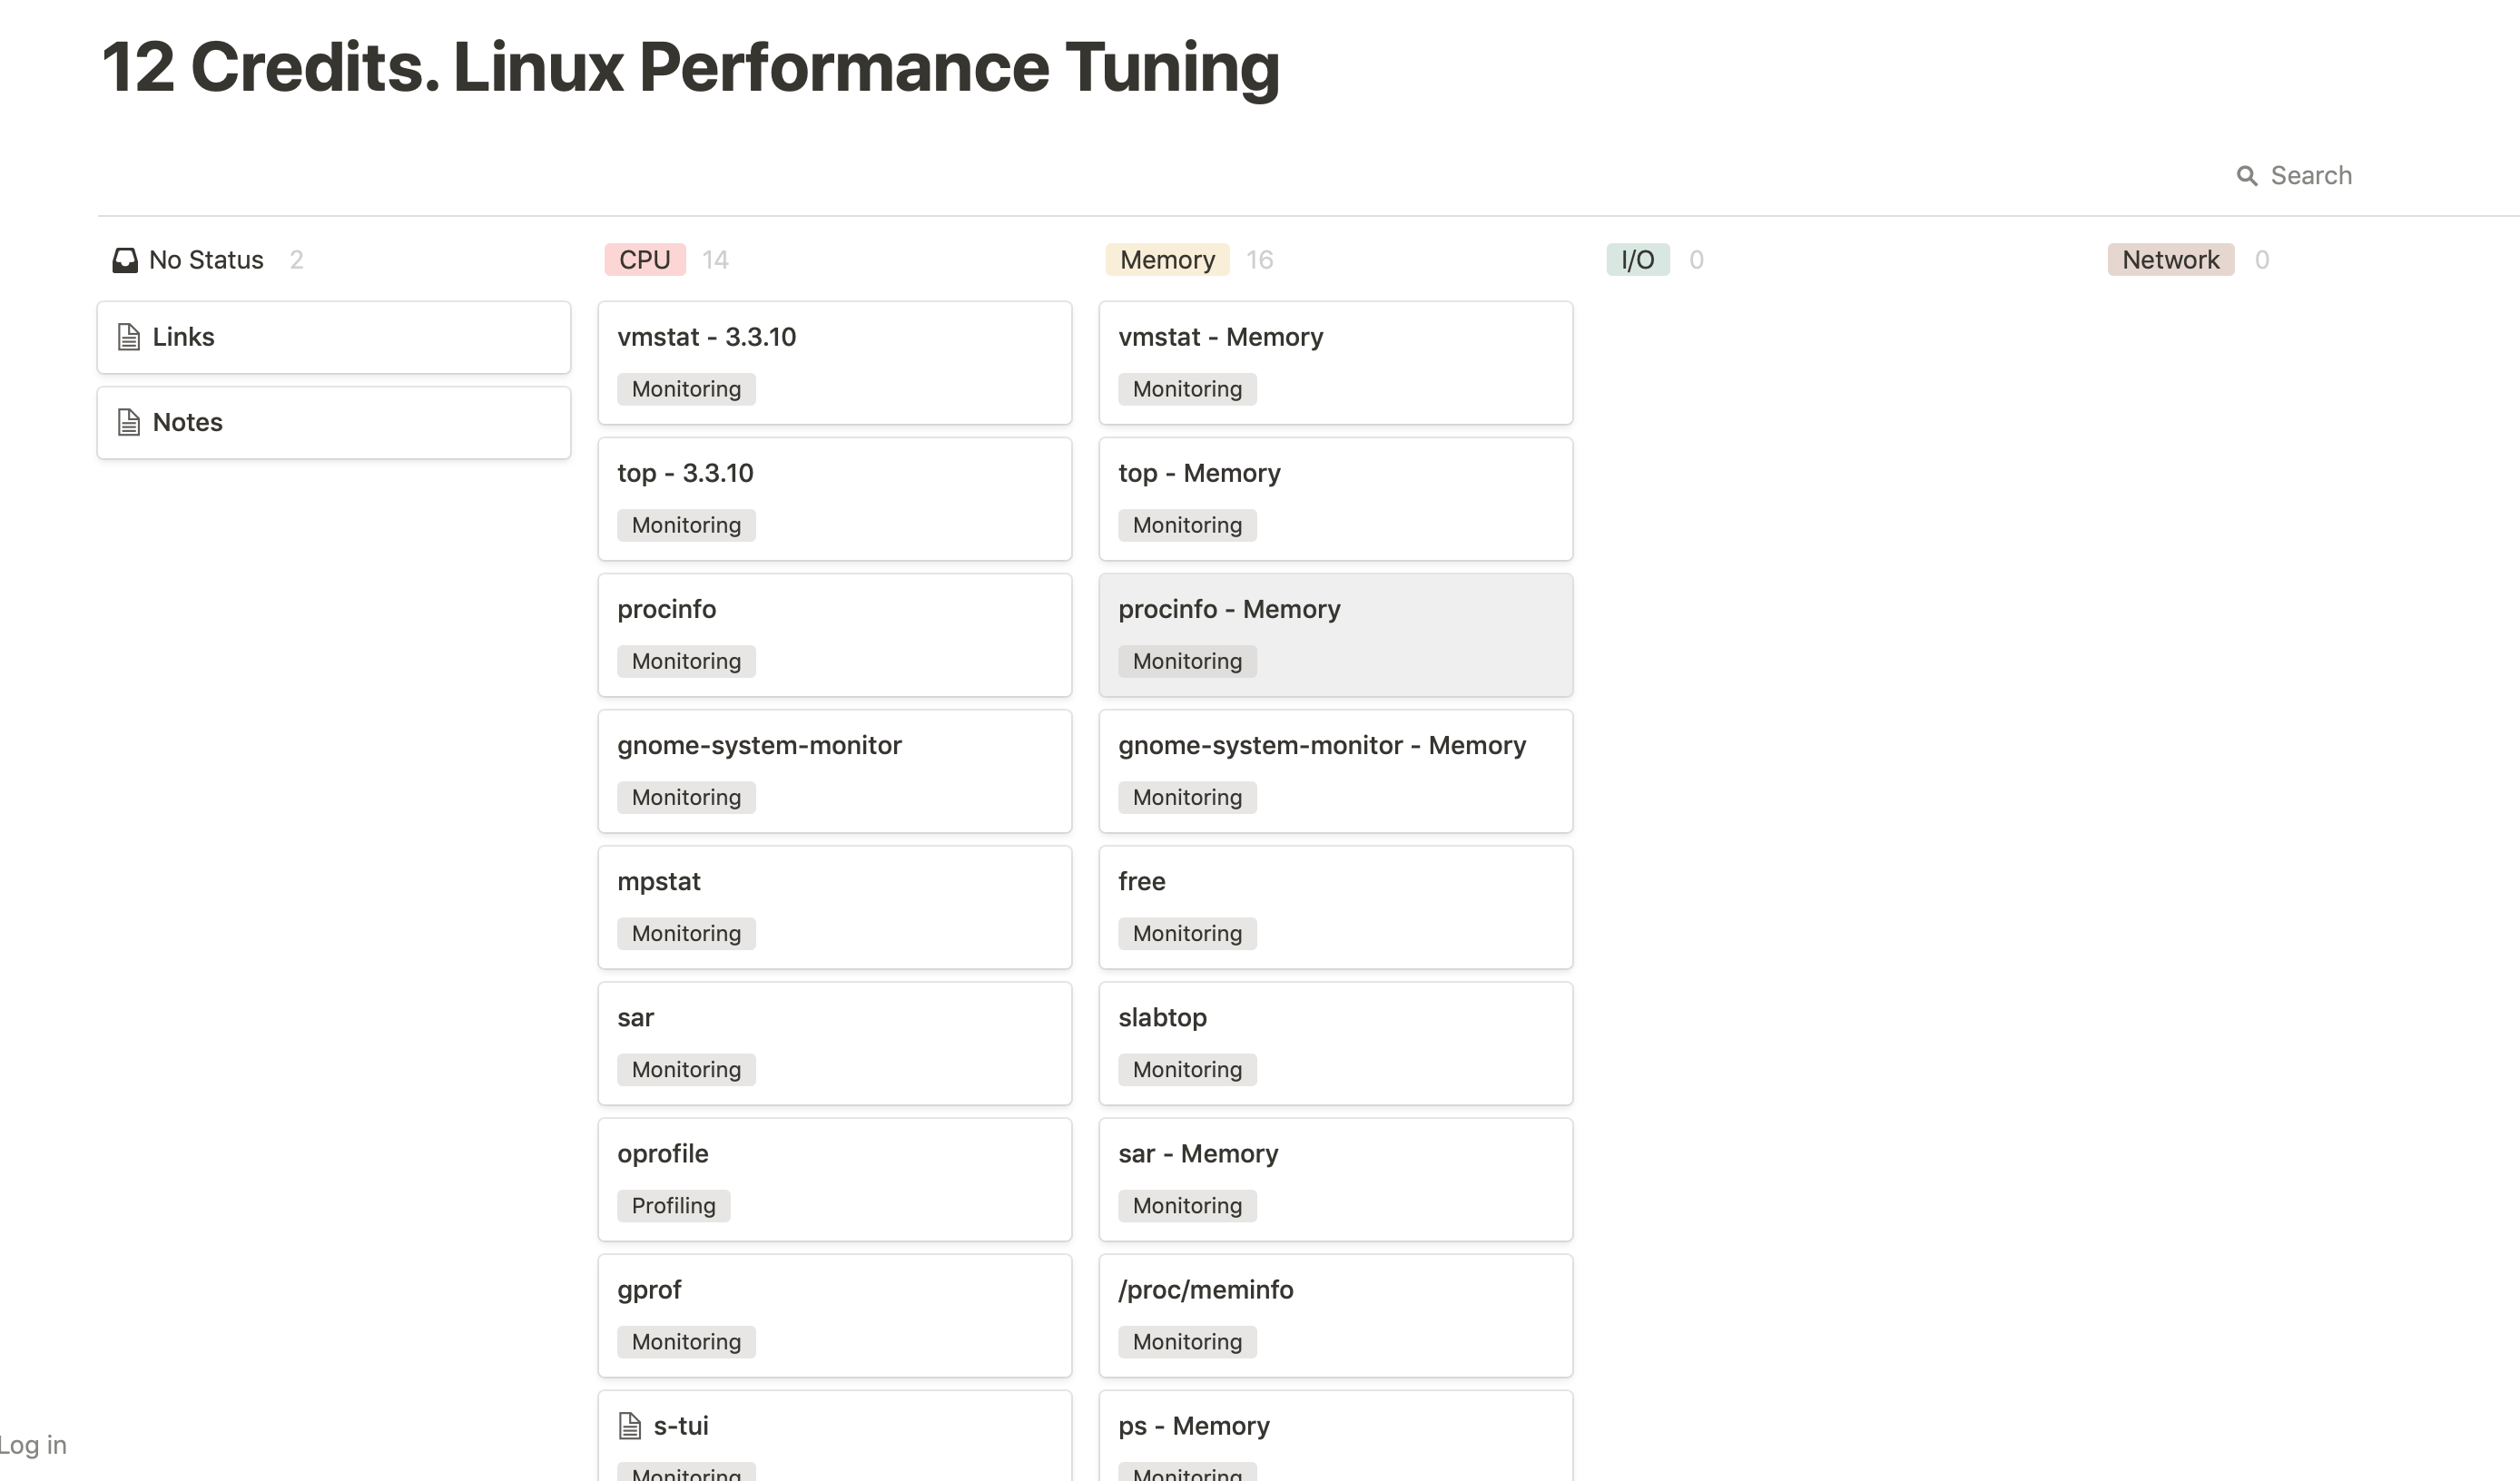 12 Credits. Linux Performance Tuning
Search
No Status 2
Links
Notes
CPU 14
vmstat - 3.3.10
Monitoring
top - 3.3.10
Monitoring
procinfo
Monitoring
gnome-system-monitor
Monitoring
mpstat
Monitoring
sar
Monitoring
oprofile
Profiling
gprof
Monitoring
s-tui
Monitoring
Memory 16
vmstat - Memory
Monitoring
top - Memory
Monitoring
procinfo - Memory
Monitoring
gnome-system-monitor - Memory
Monitoring
free
Monitoring
slabtop
Monitoring
sar - Memory
Monitoring
/proc/meminfo
Monitoring
ps - Memory
Monitoring
I/O 0
Network 0
Log in